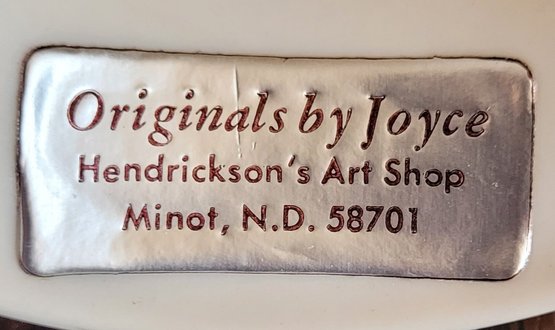 Originals by Joyce
Hendrickson's Art Shop
Minot, N.D. 58701